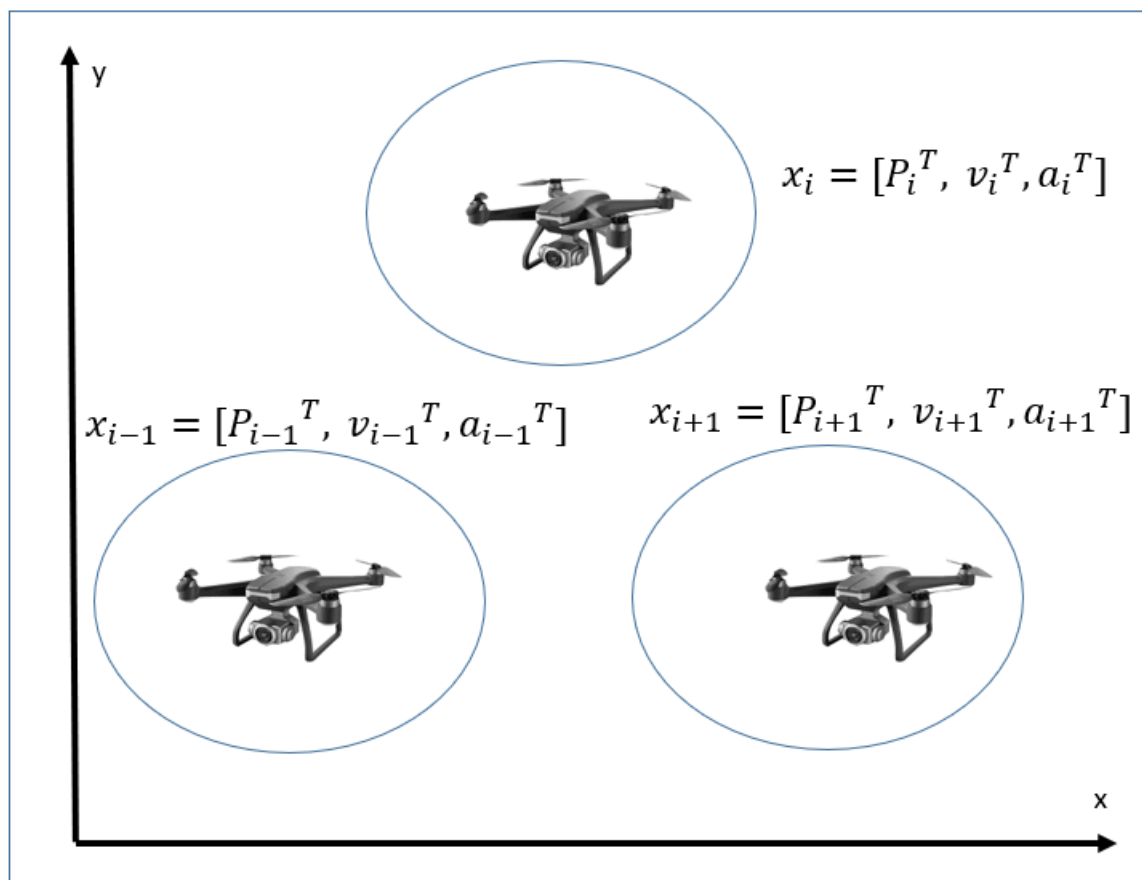 y
x_i = [P_i^T, v_i^T, a_i^T]
x_{i-1} = [P_{i-1}^T, v_{i-1}^T, a_{i-1}^T]
x_{i+1} = [P_{i+1}^T, v_{i+1}^T, a_{i+1}^T]
x